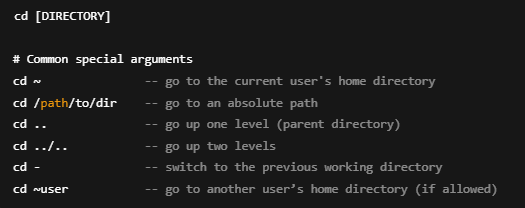 cd [DIRECTORY]
# Common special arguments
cd ~ -- go to the current user's home directory
cd /path/to/dir -- go to an absolute path
cd .. -- go up one level (parent directory)
cd ../.. -- go up two levels
cd - -- switch to the previous working directory
cd ~user -- go to another user’s home directory (if allowed)